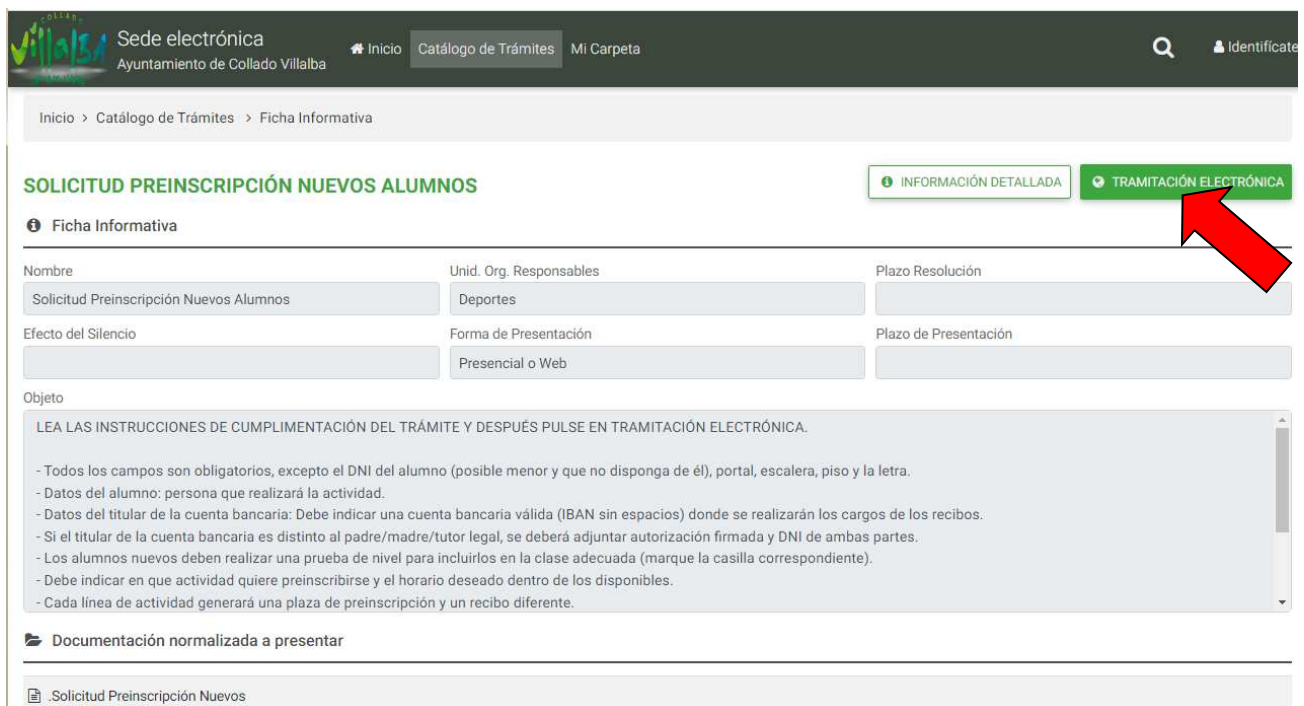 COLLADO
Villalba
Sede electrónica
Ayuntamiento de Collado Villalba
Inicio
Catálogo de Trámites
Mi Carpeta
Identifícate
Inicio > Catálogo de Trámites > Ficha Informativa
SOLICITUD PREINSCRIPCIÓN NUEVOS ALUMNOS
INFORMACIÓN DETALLADA
TRAMITACIÓN ELECTRÓNICA
Ficha Informativa
Nombre
Unid. Org. Responsables
Plazo Resolución
Solicitud Preinscripción Nuevos Alumnos
Deportes
Efecto del Silencio
Forma de Presentación
Plazo de Presentación
Presencial o Web
Objeto
LEA LAS INSTRUCCIONES DE CUMPLIMENTACIÓN DEL TRÁMITE Y DESPUÉS PULSE EN TRAMITACIÓN ELECTRÓNICA.
- Todos los campos son obligatorios, excepto el DNI del alumno (posible menor y que no disponga de él), portal, escalera, piso y la letra.
- Datos del alumno: persona que realizará la actividad.
- Datos del titular de la cuenta bancaria: Debe indicar una cuenta bancaria válida (IBAN sin espacios) donde se realizarán los cargos de los recibos.
- Si el titular de la cuenta bancaria es distinto al padre/madre/tutor legal, se deberá adjuntar autorización firmada y DNI de ambas partes.
- Los alumnos nuevos deben realizar una prueba de nivel para incluirlos en la clase adecuada (marque la casilla correspondiente).
- Debe indicar en que actividad quiere preinscribirse y el horario deseado dentro de los disponibles.
- Cada línea de actividad generará una plaza de preinscripción y un recibo diferente.
Documentación normalizada a presentar
.Solicitud Preinscripción Nuevos